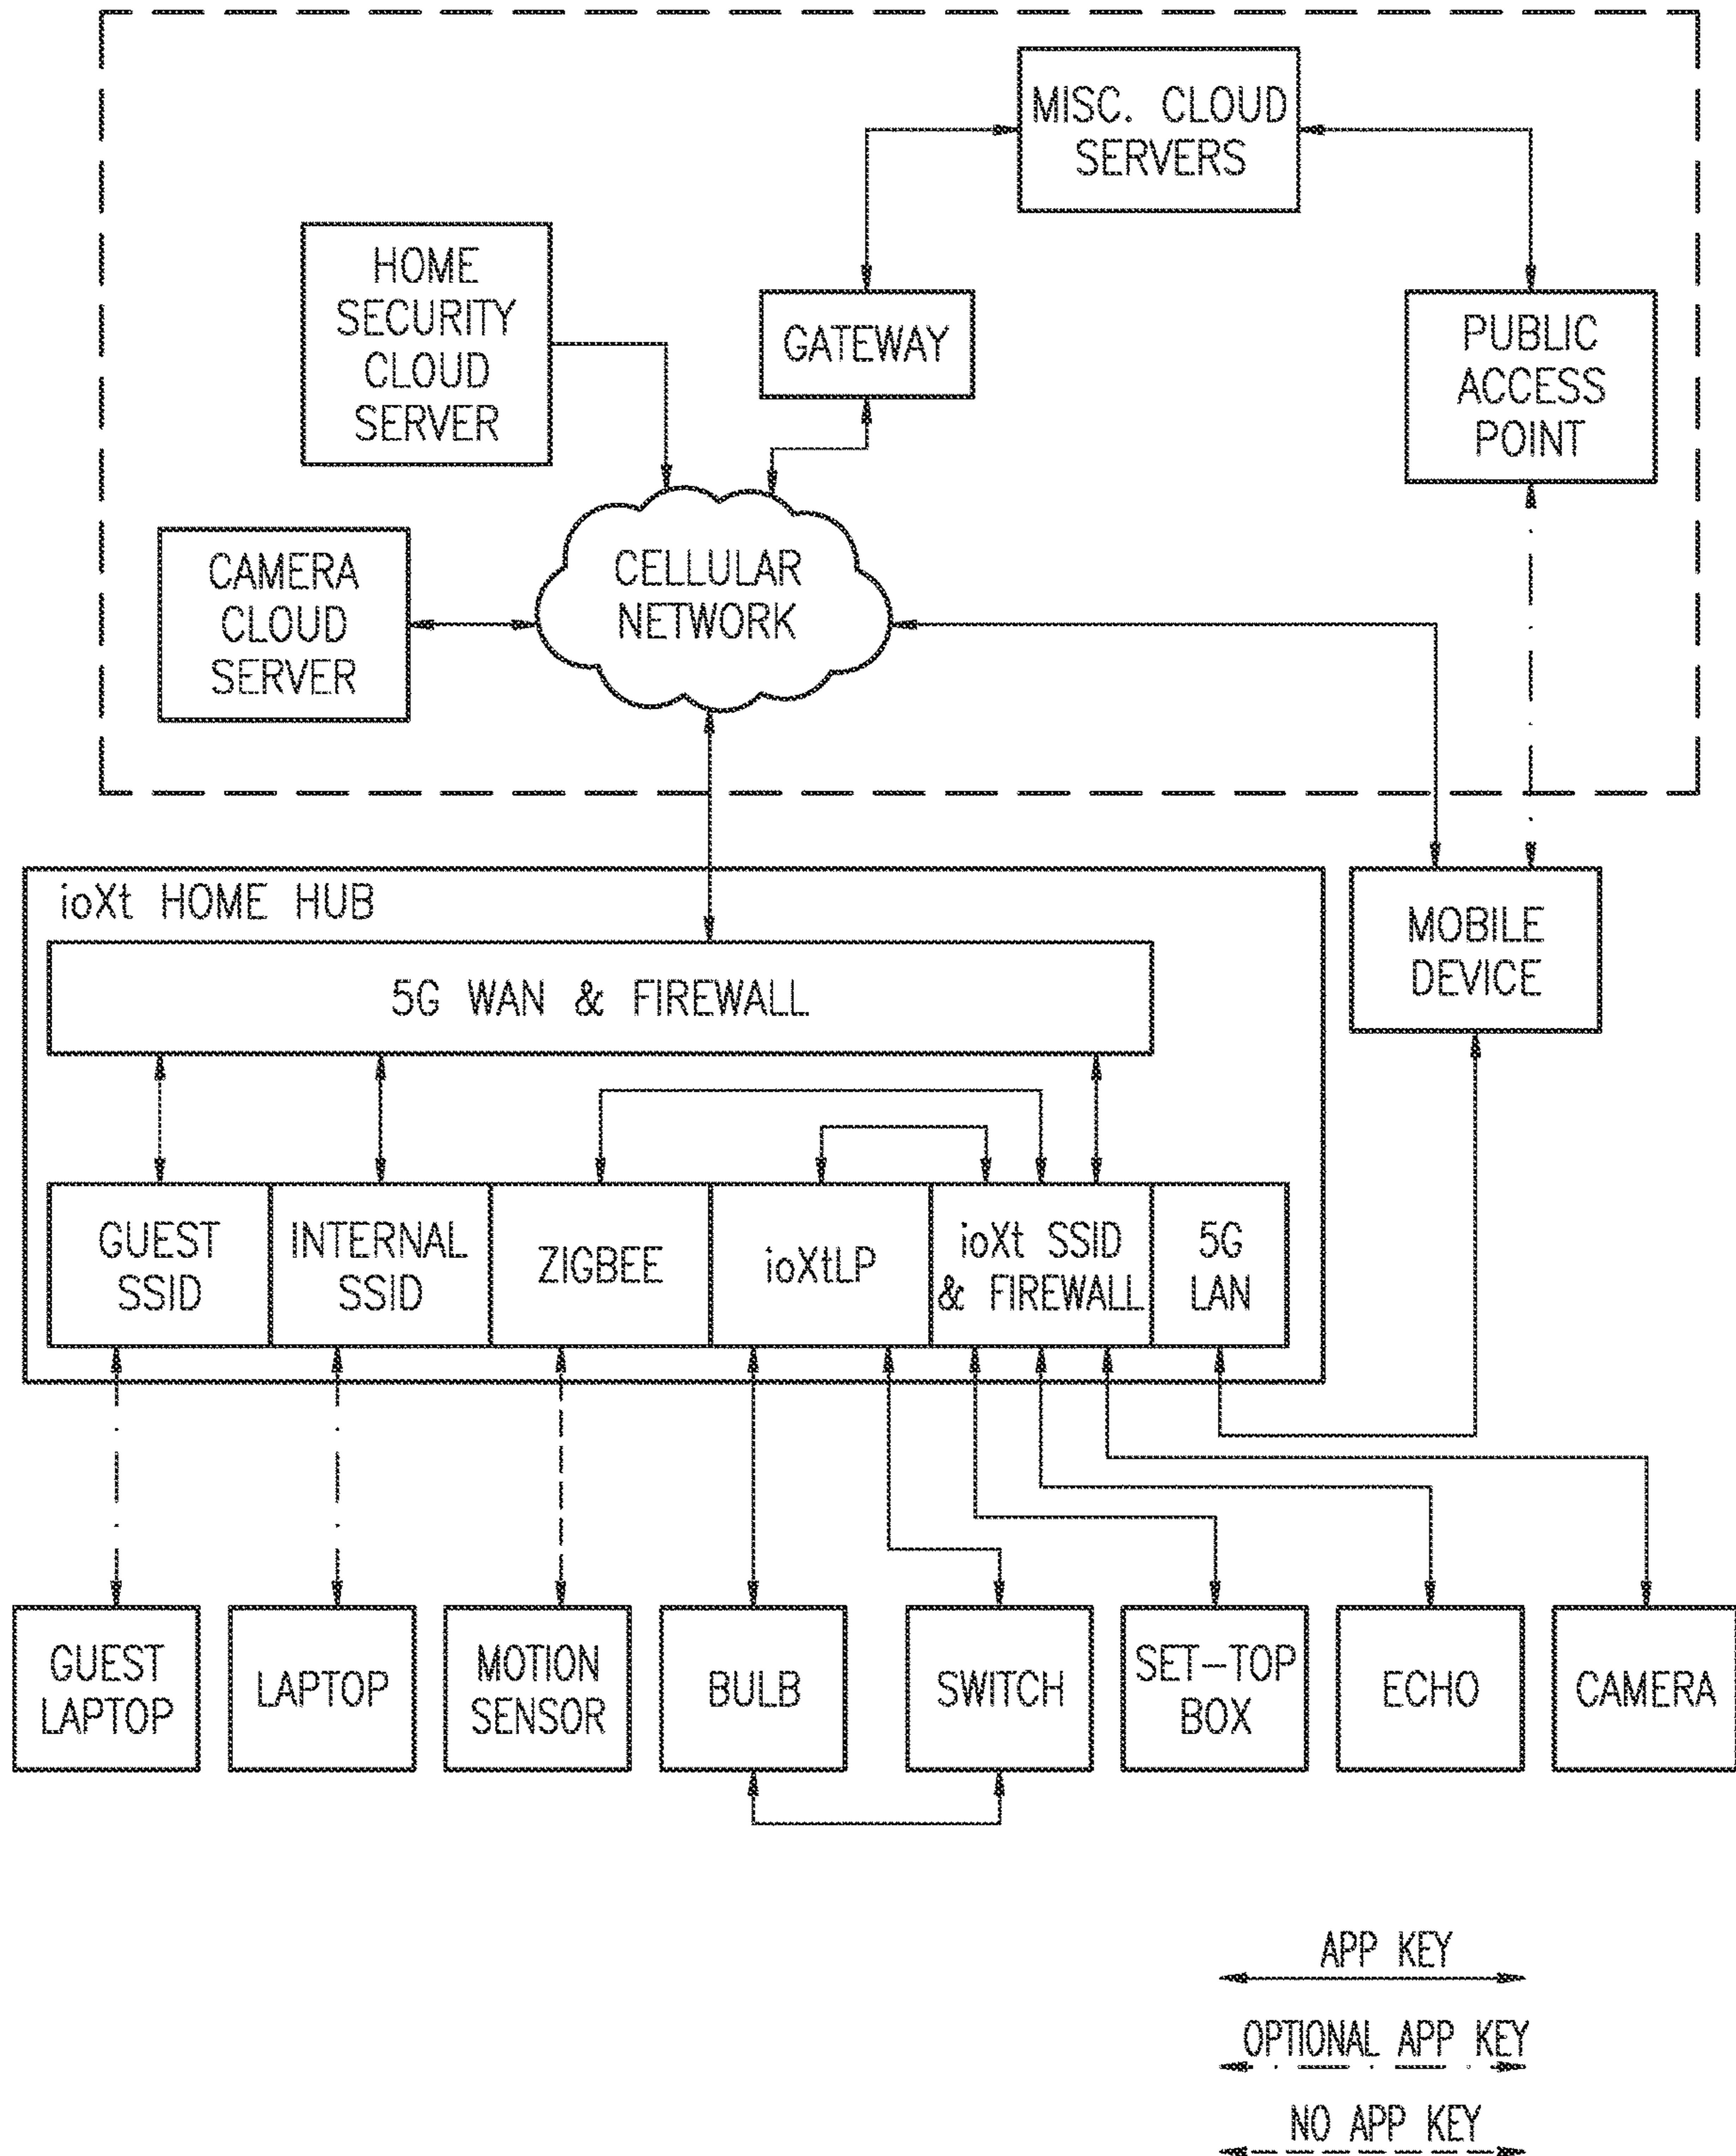 MISC. CLOUD
SERVERS
HOME
SECURITY
CLOUD
SERVER
GATEWAY
PUBLIC
ACCESS
POINT
CAMERA
CLOUD
SERVER
CELLULAR
NETWORK
ioXt HOME HUB
MOBILE
DEVICE
5G WAN & FIREWALL
GUEST
SSID
INTERNAL
SSID
ZIGBEE
ioXtLP
ioXt SSID
& FIREWALL
5G
LAN
GUEST
LAPTOP
LAPTOP
MOTION
SENSOR
BULB
SWITCH
SET-TOP
BOX
ECHO
CAMERA
APP KEY
OPTIONAL APP KEY
NO APP KEY